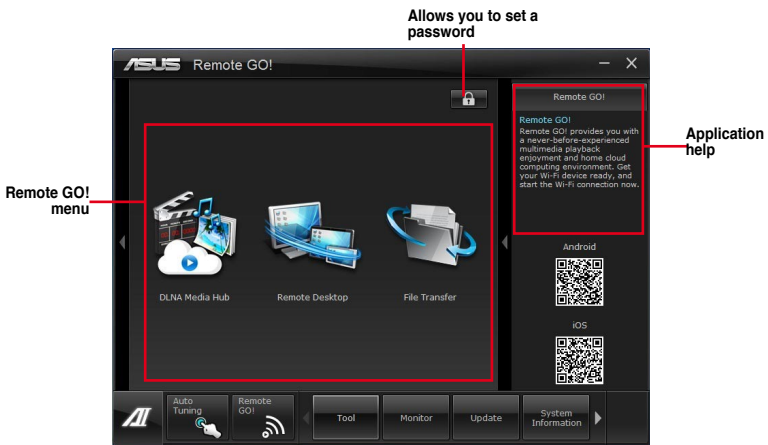 Allows you to set a
password
ASUS Remote GO!
Remote GO!
Remote GO!
Remote GO! provides you with
a never-before-experienced
multimedia playback
enjoyment and home cloud
computing environment. Get
your Wi-Fi device ready, and
start the Wi-Fi connection now.
Application
help
Remote GO!
menu
DLNA Media Hub
Remote Desktop
File Transfer
Android
iOS
Auto
Tuning
Remote
GO!
Tool
Monitor
Update
System
Information